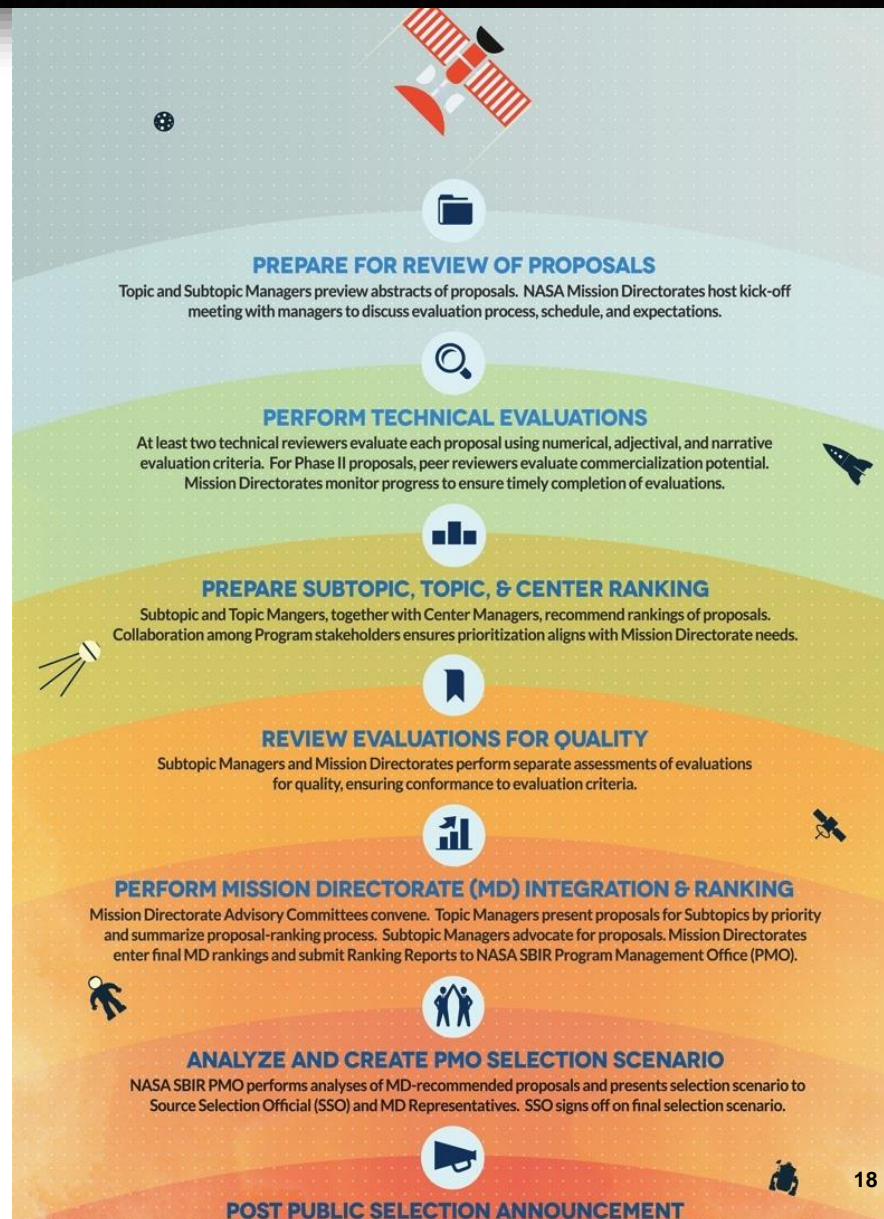 PREPARE FOR REVIEW OF PROPOSALS
Topic and Subtopic Managers preview abstracts of proposals. NASA Mission Directorates host kick-off
meeting with managers to discuss evaluation process, schedule, and expectations.
PERFORM TECHNICAL EVALUATIONS
At least two technical reviewers evaluate each proposal using numerical, adjectival, and narrative
evaluation criteria. For Phase II proposals, peer reviewers evaluate commercialization potential.
Mission Directorates monitor progress to ensure timely completion of evaluations.
PREPARE SUBTOPIC, TOPIC, & CENTER RANKING
Subtopic and Topic Mangers, together with Center Managers, recommend rankings of proposals.
Collaboration among Program stakeholders ensures prioritization aligns with Mission Directorate needs.
REVIEW EVALUATIONS FOR QUALITY
Subtopic Managers and Mission Directorates perform separate assessments of evaluations
for quality, ensuring conformance to evaluation criteria.
PERFORM MISSION DIRECTORATE (MD) INTEGRATION & RANKING
Mission Directorate Advisory Committees convene. Topic Managers present proposals for Subtopics by priority
and summarize proposal-ranking process. Subtopic Managers advocate for proposals. Mission Directorates
enter final MD rankings and submit Ranking Reports to NASA SBIR Program Management Office (PMO).
ANALYZE AND CREATE PMO SELECTION SCENARIO
NASA SBIR PMO performs analyses of MD-recommended proposals and presents selection scenario to
Source Selection Official (SSO) and MD Representatives. SSO signs off on final selection scenario.
18
POST PUBLIC SELECTION ANNOUNCEMENT